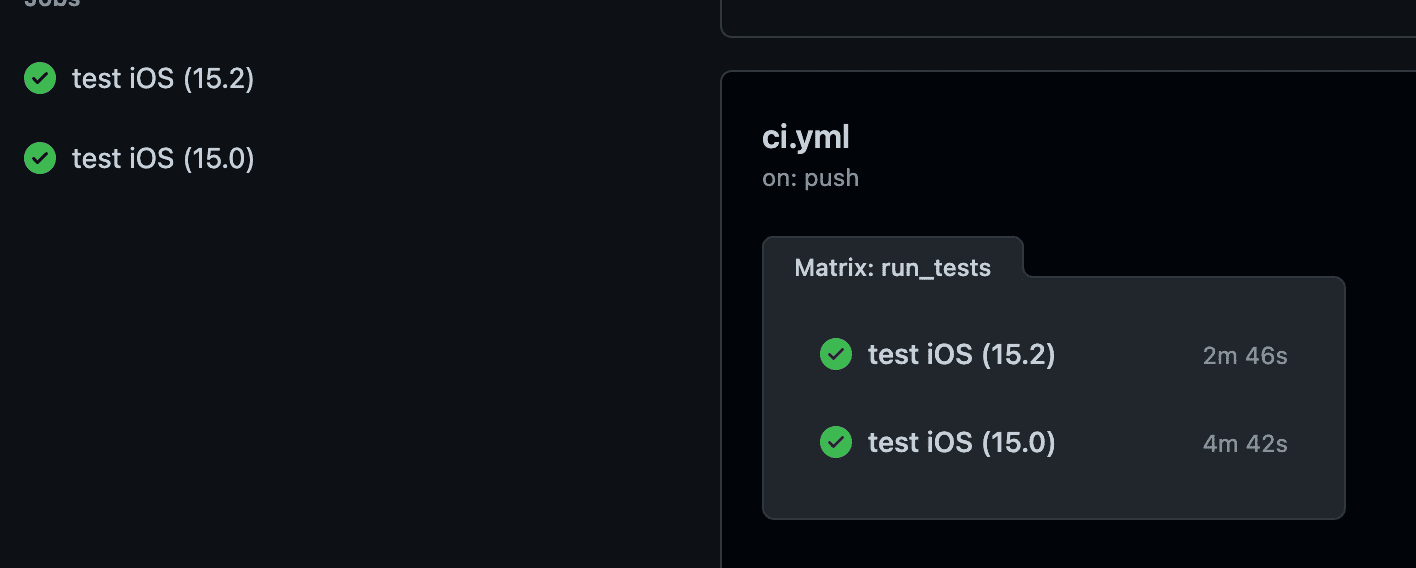 Jobs
test iOS (15.2)
test iOS (15.0)
ci.yml
on: push
Matrix: run_tests
test iOS (15.2) 2m 46s
test iOS (15.0) 4m 42s